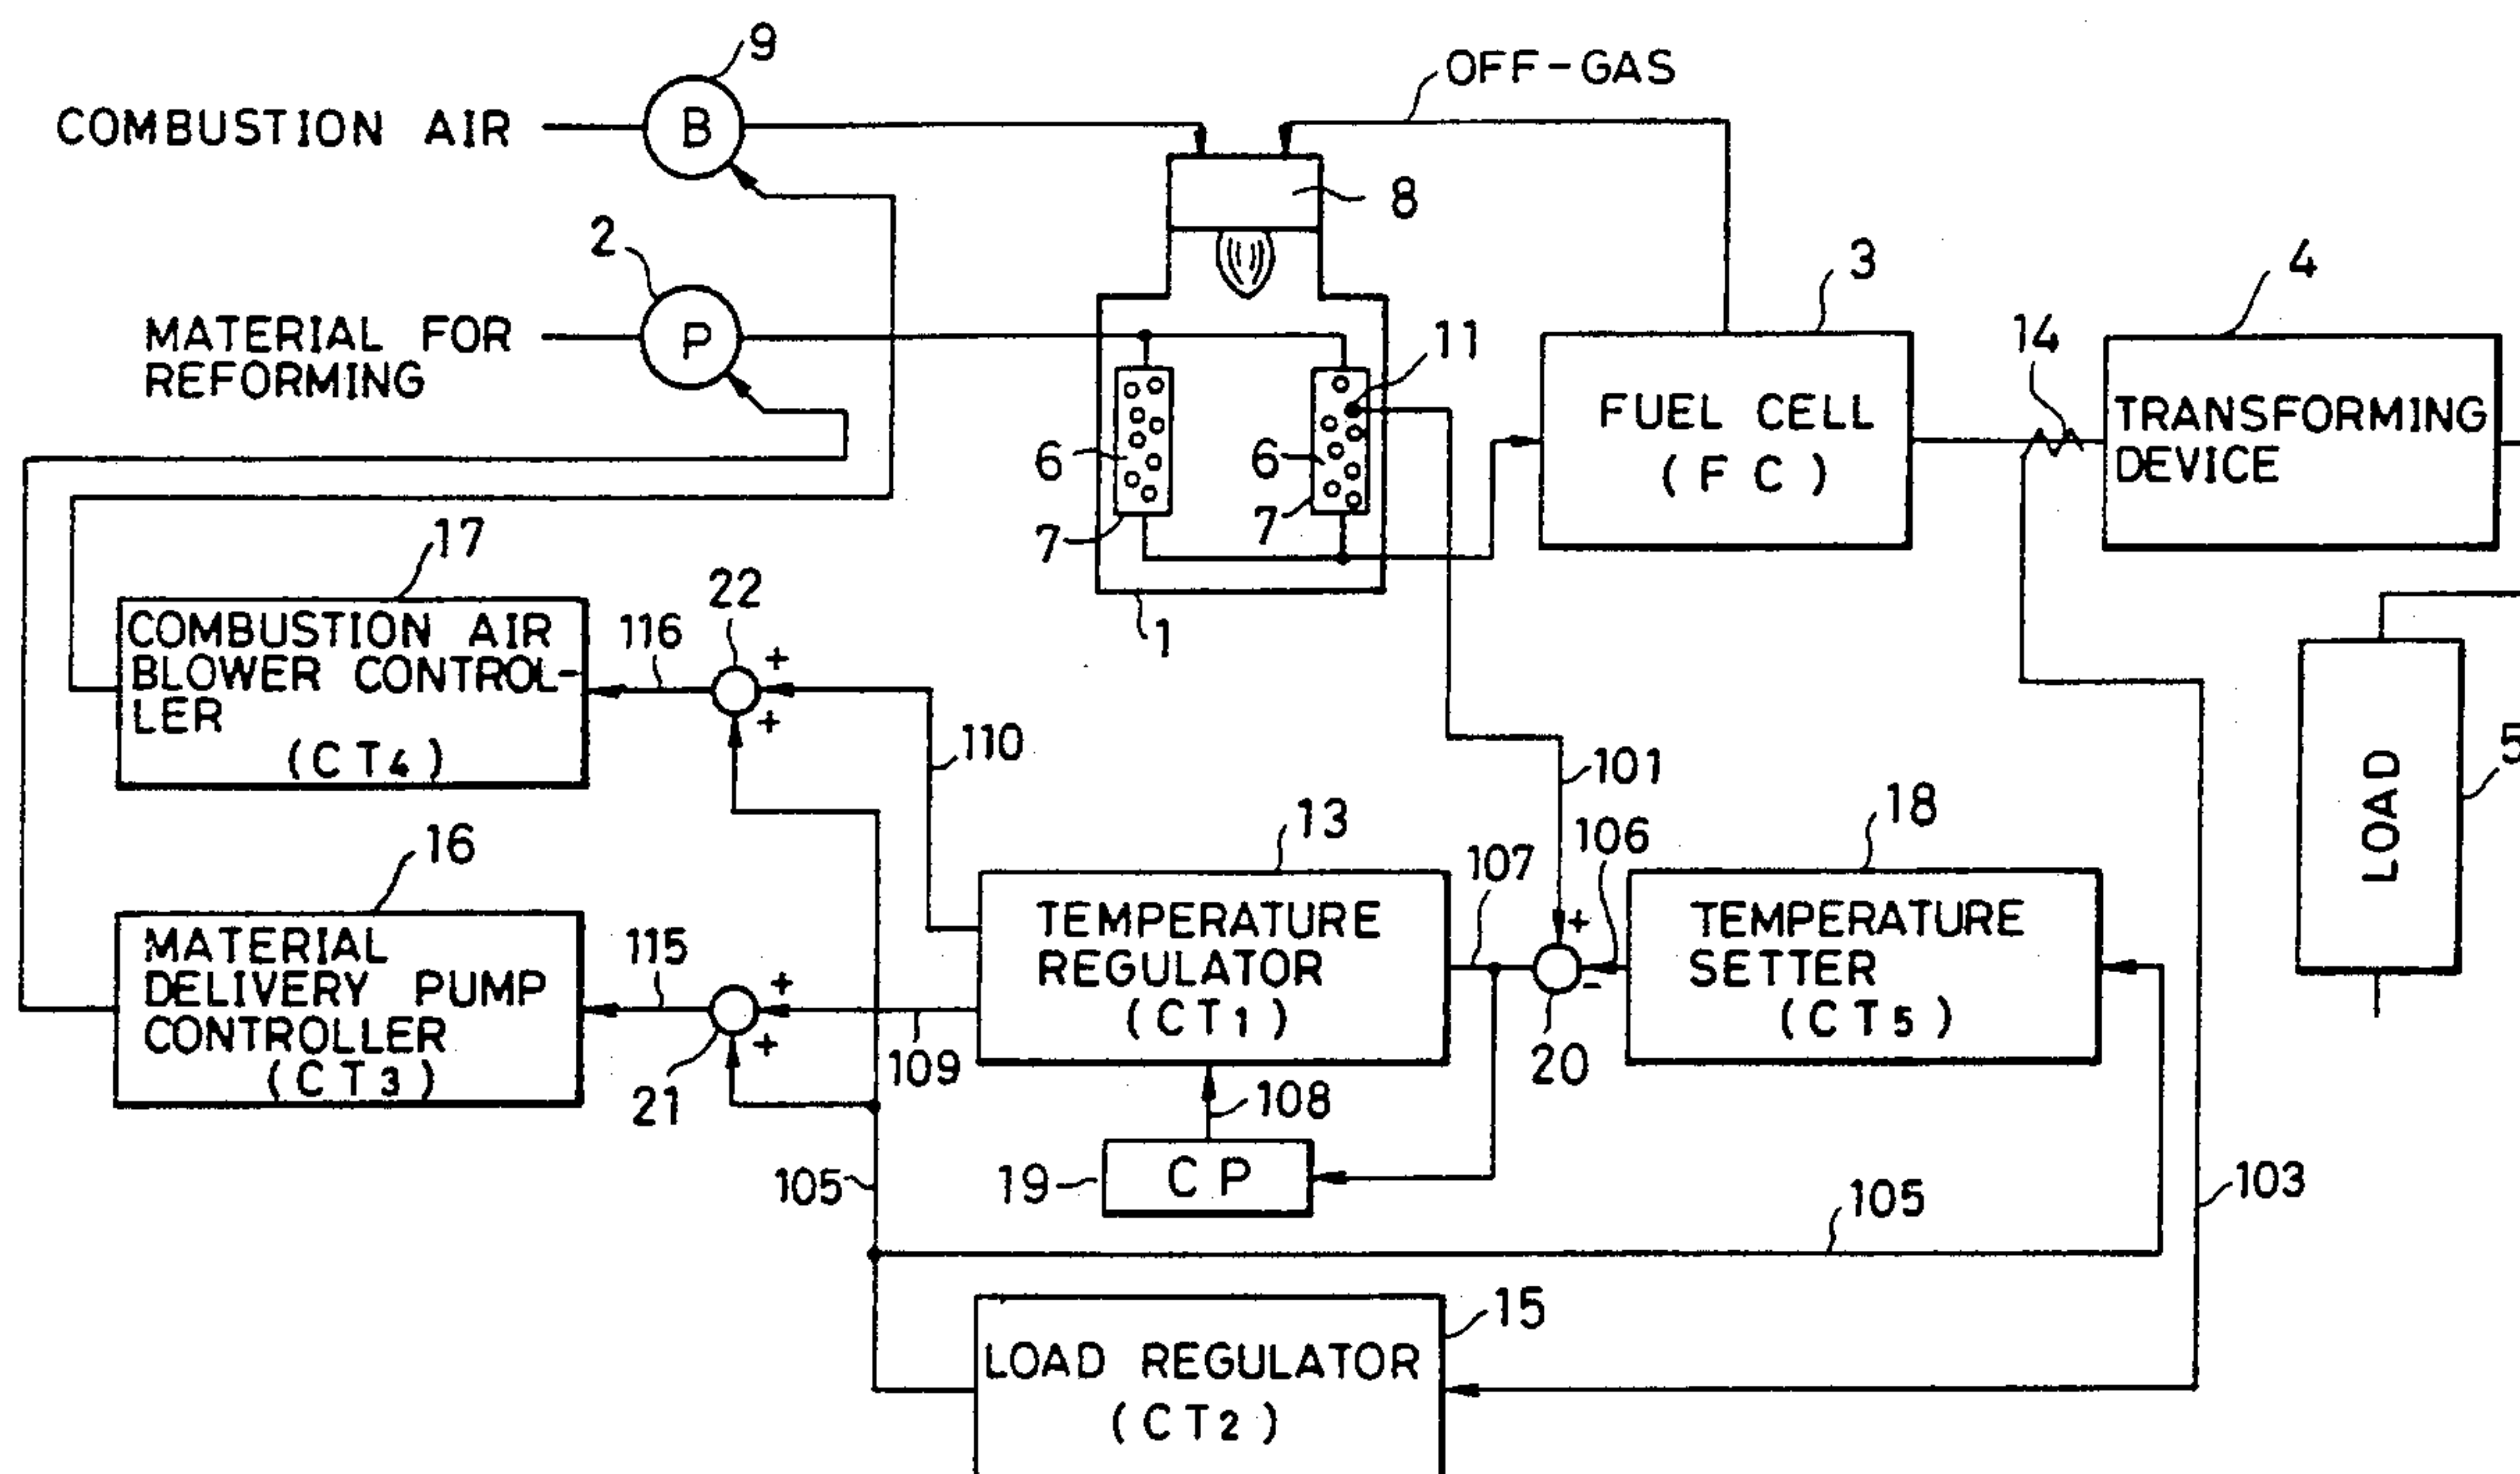 9
OFF-GAS
COMBUSTION AIR
B
8
2
3
4
MATERIAL FOR
REFORMING
P
11
14
FUEL CELL
(FC)
TRANSFORMING
DEVICE
6
6
7
7
17
22
1
COMBUSTION AIR
BLOWER CONTROL-
LER
(CT4)
116
+
+
110
101
LOAD
5
16
13
107
106
18
MATERIAL
DELIVERY PUMP
CONTROLLER
(CT3)
115
+
+
21
109
TEMPERATURE
REGULATOR
(CT1)
+
-
20
TEMPERATURE
SETTER
(CT5)
108
19
CP
105
105
103
15
LOAD REGULATOR
(CT2)